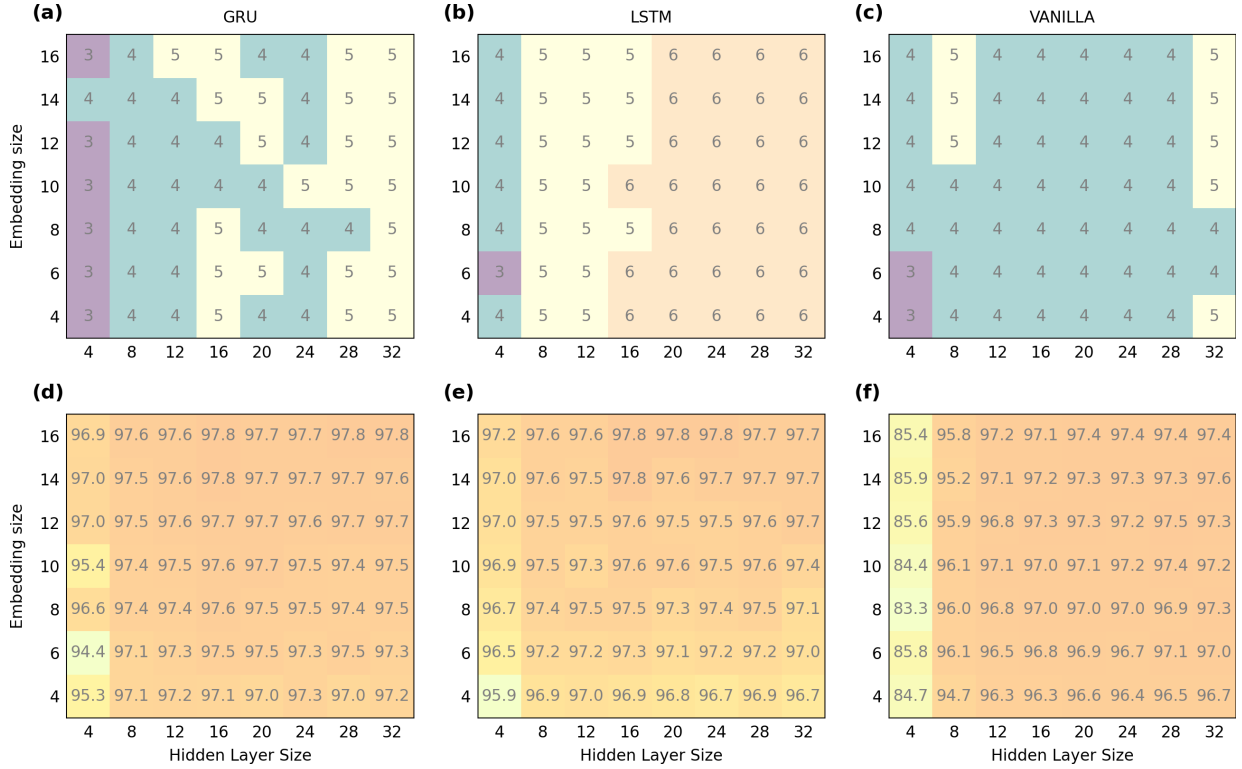 (a) GRU (b) LSTM (c) VANILLA
Embedding size
16 3 4 5 5 4 4 5 5 16 4 5 5 5 6 6 6 6 16 4 5 4 4 4 4 4 5
14 4 4 4 5 5 4 5 5 14 4 5 5 5 6 6 6 6 14 4 5 4 4 4 4 4 5
12 3 4 4 4 5 4 5 5 12 4 5 5 5 6 6 6 6 12 4 5 4 4 4 4 4 5
10 3 4 4 4 4 5 5 5 10 4 5 5 6 6 6 6 6 10 4 4 4 4 4 4 4 5
8 3 4 4 5 4 4 4 5 8 4 5 5 5 6 6 6 6 8 4 4 4 4 4 4 4 4
6 3 4 4 5 5 4 5 5 6 3 5 5 6 6 6 6 6 6 3 4 4 4 4 4 4 4
4 3 4 4 5 4 4 5 5 4 4 5 5 6 6 6 6 6 4 3 4 4 4 4 4 4 5
4 8 12 16 20 24 28 32 4 8 12 16 20 24 28 32 4 8 12 16 20 24 28 32
(d) (e) (f)
Embedding size
16 96.9 97.6 97.6 97.8 97.7 97.7 97.8 97.8 16 97.2 97.6 97.6 97.8 97.8 97.8 97.7 97.7 16 85.4 95.8 97.2 97.1 97.4 97.4 97.4 97.4
14 97.0 97.5 97.6 97.8 97.7 97.7 97.7 97.6 14 97.0 97.6 97.5 97.8 97.6 97.7 97.7 97.7 14 85.9 95.2 97.1 97.2 97.3 97.3 97.3 97.6
12 97.0 97.5 97.6 97.7 97.7 97.6 97.7 97.7 12 97.0 97.5 97.5 97.6 97.5 97.5 97.6 97.7 12 85.6 95.9 96.8 97.3 97.3 97.2 97.5 97.3
10 95.4 97.4 97.5 97.6 97.7 97.5 97.4 97.5 10 96.9 97.5 97.3 97.6 97.6 97.5 97.6 97.4 10 84.4 96.1 97.1 97.0 97.1 97.2 97.4 97.2
8 96.6 97.4 97.4 97.6 97.5 97.5 97.4 97.5 8 96.7 97.4 97.5 97.5 97.3 97.4 97.5 97.1 8 83.3 96.0 96.8 97.0 97.0 97.0 96.9 97.3
6 94.4 97.1 97.3 97.5 97.5 97.3 97.5 97.3 6 96.5 97.2 97.2 97.3 97.1 97.2 97.2 97.0 6 85.8 96.1 96.5 96.8 96.9 96.7 97.1 97.0
4 95.3 97.1 97.2 97.1 97.0 97.3 97.0 97.2 4 95.9 96.9 97.0 96.9 96.8 96.7 96.9 96.7 4 84.7 94.7 96.3 96.3 96.6 96.4 96.5 96.7
4 8 12 16 20 24 28 32 4 8 12 16 20 24 28 32 4 8 12 16 20 24 28 32
Hidden Layer Size Hidden Layer Size Hidden Layer Size